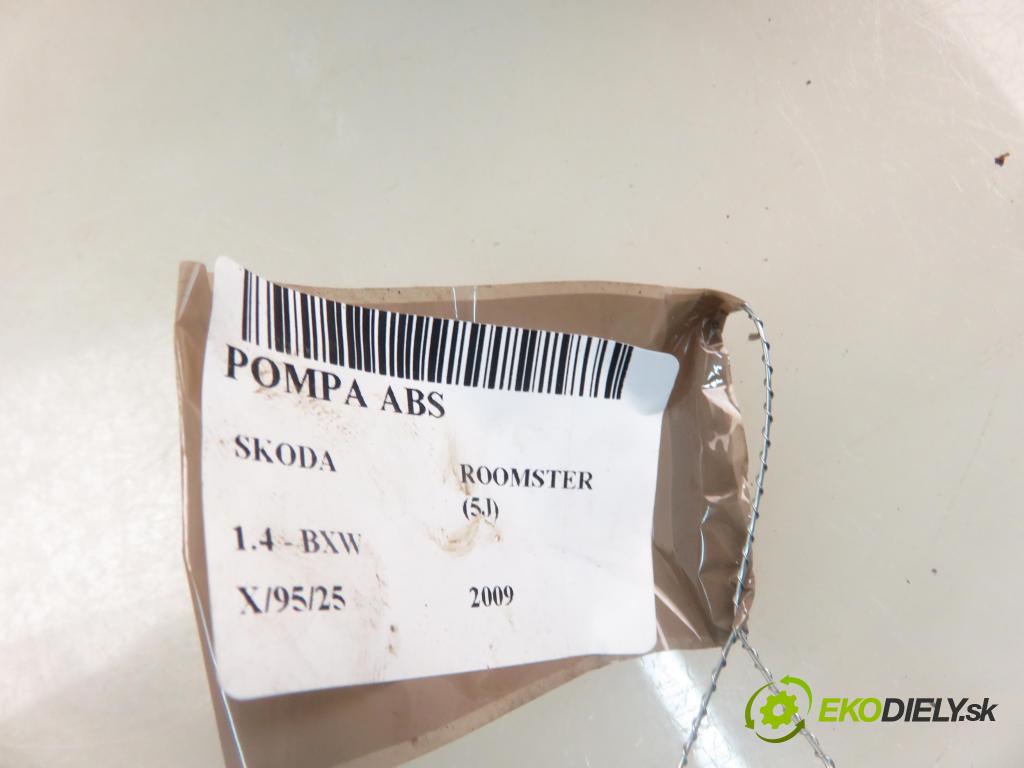 POMPA ABS
SKODA
ROOMSTER
(5J)
1.4 - BXW
X/95/25
2009
EKODIELY.sk